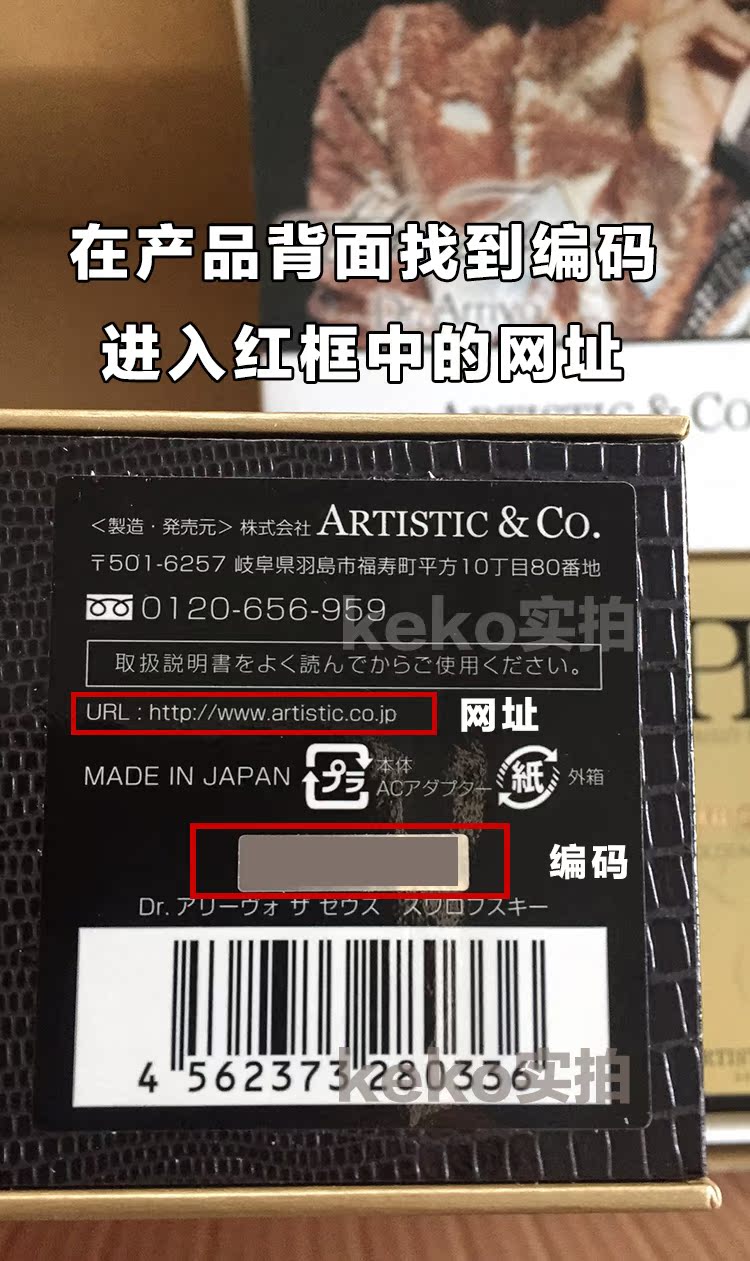 在产品背面找到编码
进入红框中的网址
Dr. Arrivo
ARTISTIC & CO
<製造・発売元> 株式会社 ARTISTIC & CO.
〒501-6257 岐阜県羽島市福寿町平方10丁目80番地
0120-656-959
keko实拍
取扱説明書をよく読んでからご使用ください。
URL : http://www.artistic.co.jp
网址
MADE IN JAPAN
プラ
本体
ACアダプター
紙
外箱
编码
Dr. アリーヴォ ザ ゼウス スワロフスキー
4 562373 280336
keko实拍